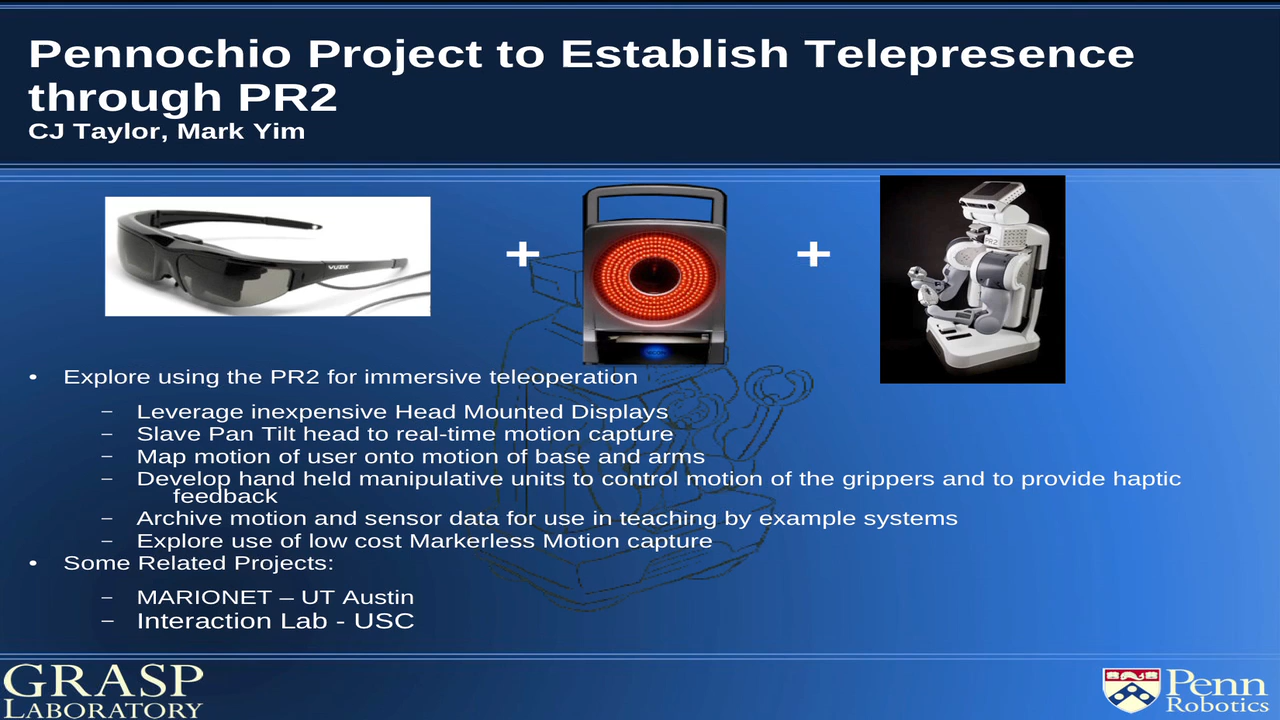 Pennochio Project to Establish Telepresence
through PR2
CJ Taylor, Mark Yim
VUZIX
+
+
PR2
• Explore using the PR2 for immersive teleoperation
– Leverage inexpensive Head Mounted Displays
– Slave Pan Tilt head to real-time motion capture
– Map motion of user onto motion of base and arms
– Develop hand held manipulative units to control motion of the grippers and to provide haptic
feedback
– Archive motion and sensor data for use in teaching by example systems
– Explore use of low cost Markerless Motion capture
• Some Related Projects:
– MARIONET – UT Austin
– Interaction Lab - USC
GRASP
LABORATORY
Penn
Robotics